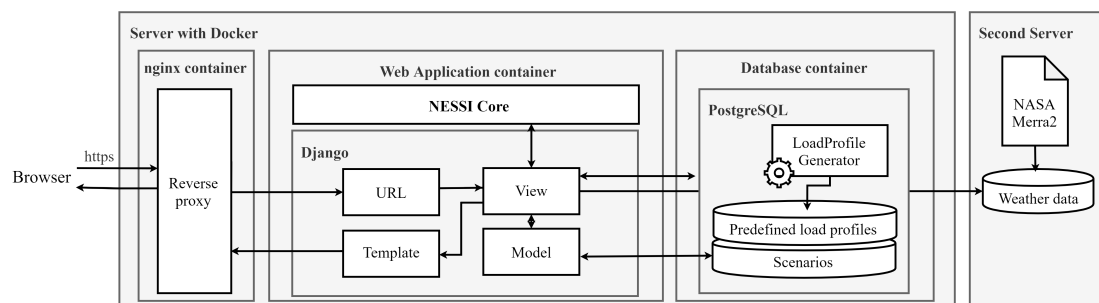 Server with Docker
Second Server
nginx container
Web Application container
Database container
NESSI Core
PostgreSQL
NASA
Merra2
Django
LoadProfile
Generator
https
Browser
Reverse
proxy
URL
View
Weather data
Predefined load profiles
Template
Model
Scenarios